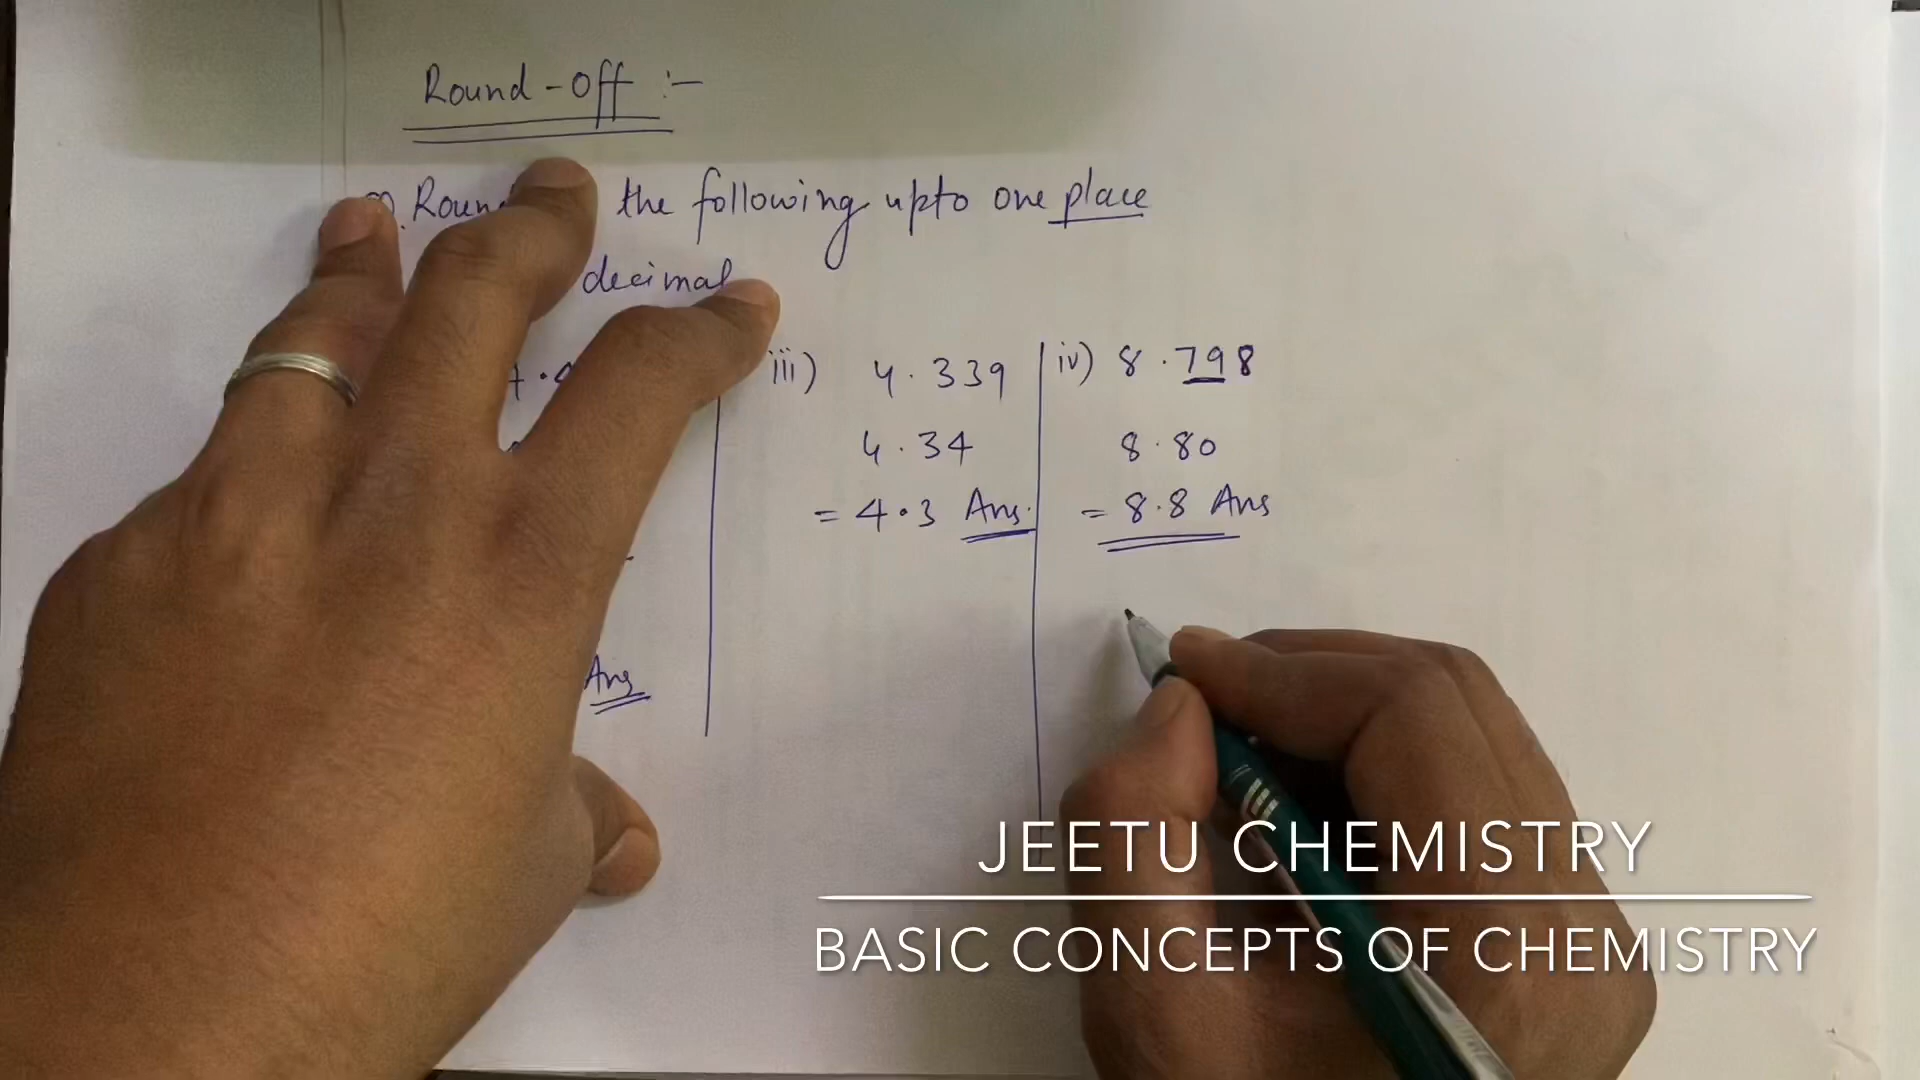 Round-Off :-
Q. Round the following upto one place
decimal
iii) 4.339
4.34
= 4.3 Ans.
iv) 8.798
8.80
= 8.8 Ans
Ans
JEETU CHEMISTRY
BASIC CONCEPTS OF CHEMISTRY